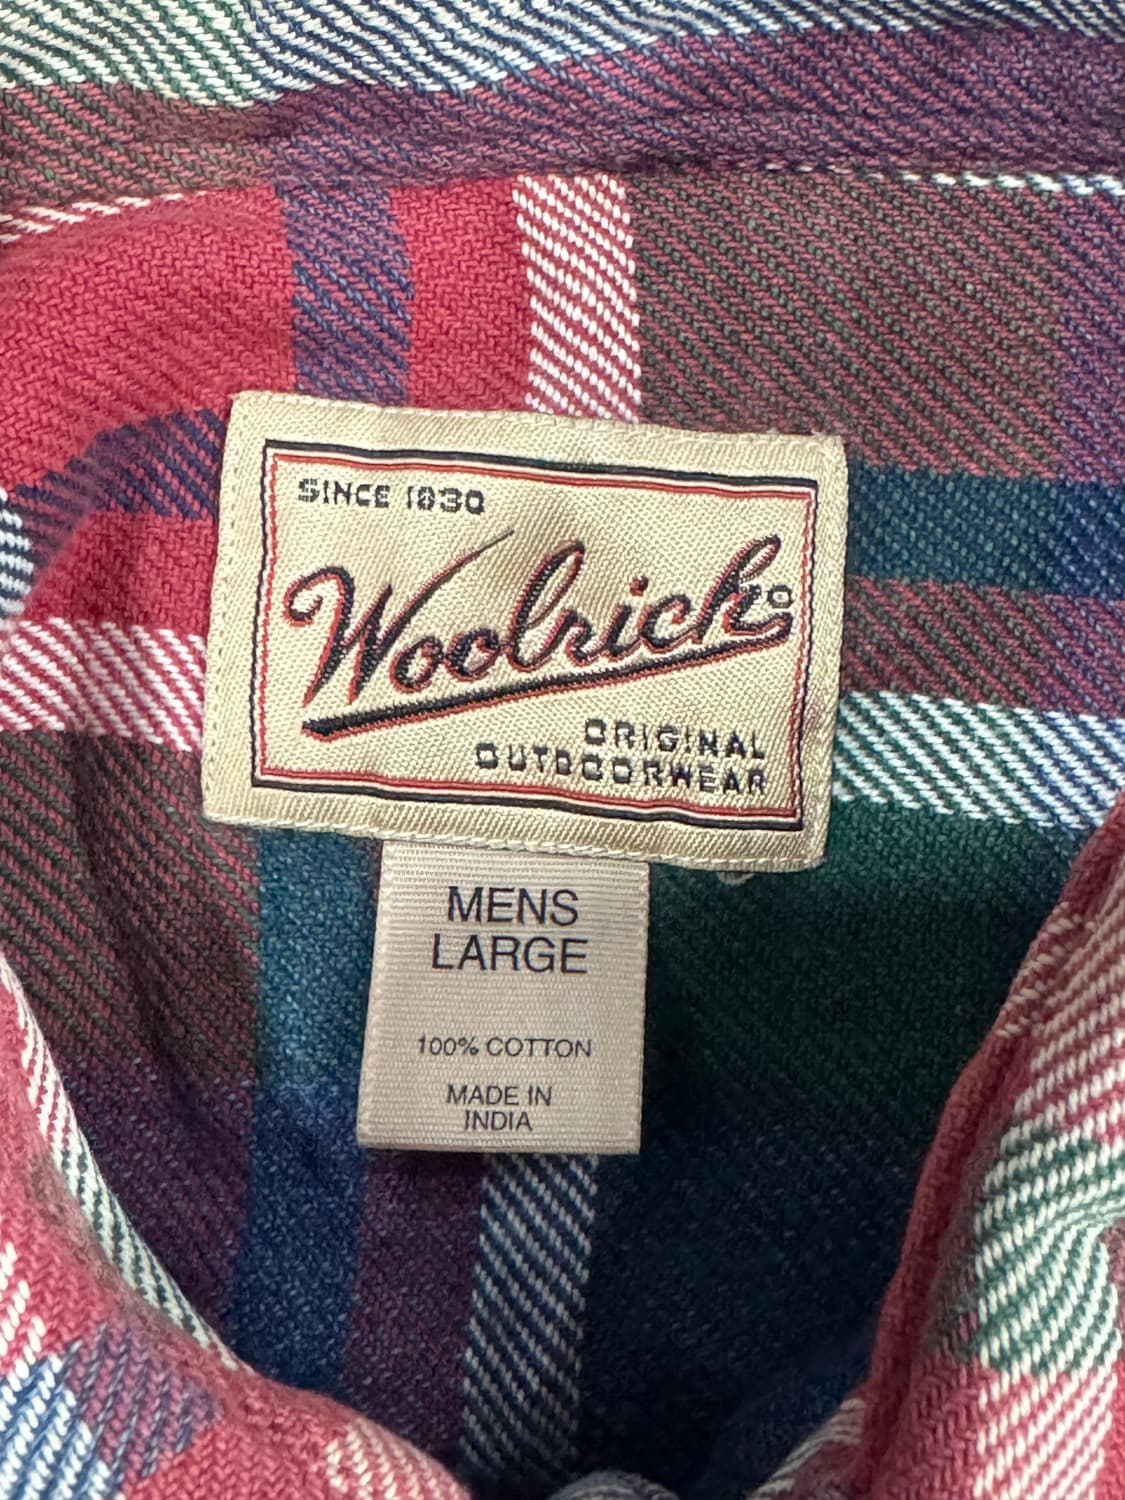 SINCE 1830
Woolrich®
ORIGINAL
OUTDOORWEAR
MENS
LARGE
100% COTTON
MADE IN
INDIA